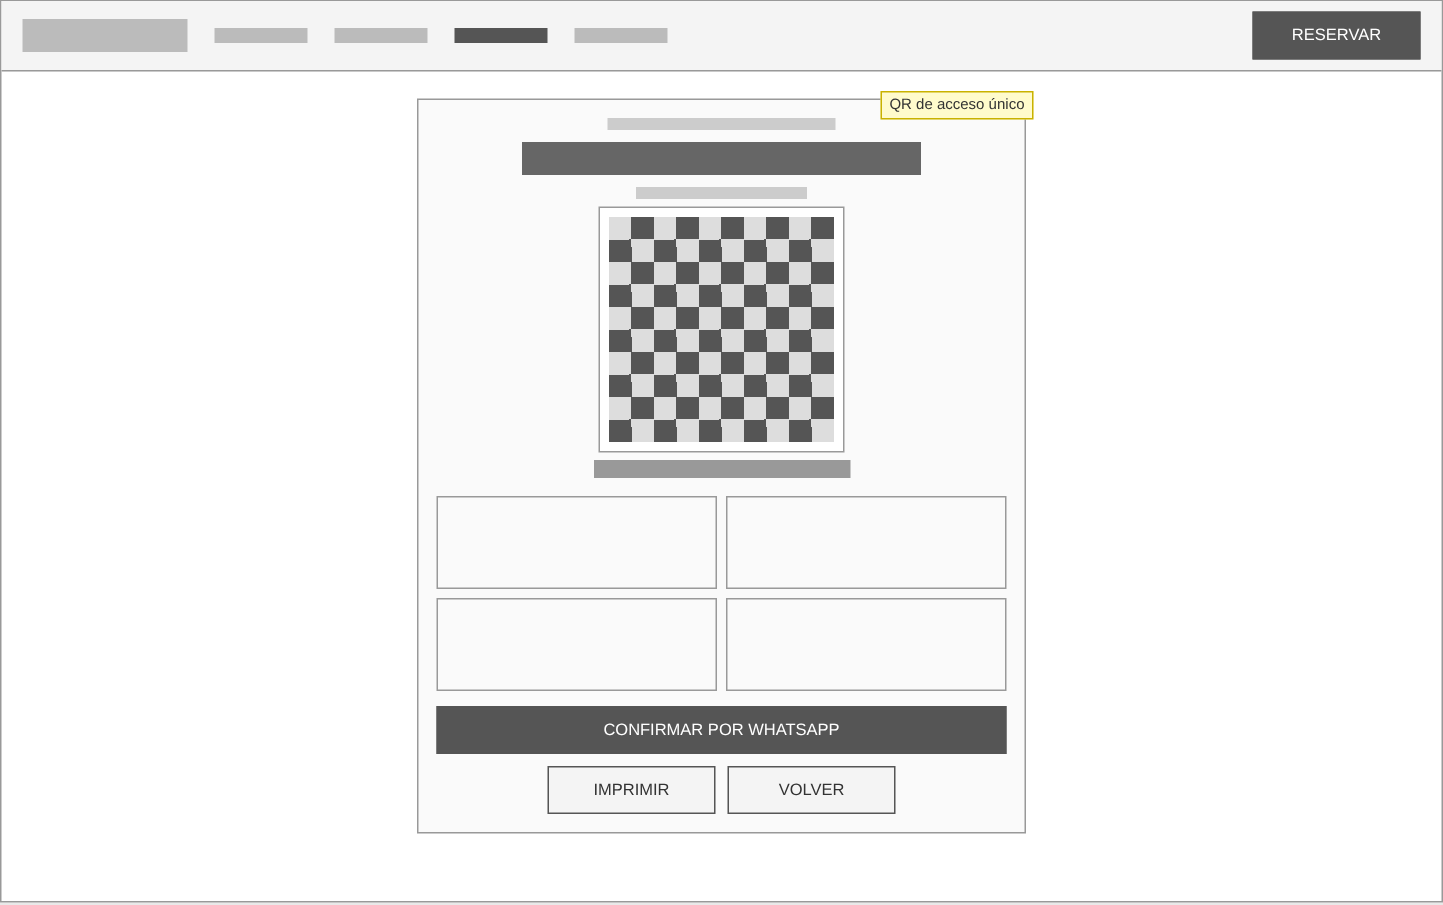 RESERVAR
QR de acceso único
CONFIRMAR POR WHATSAPP
IMPRIMIR
VOLVER